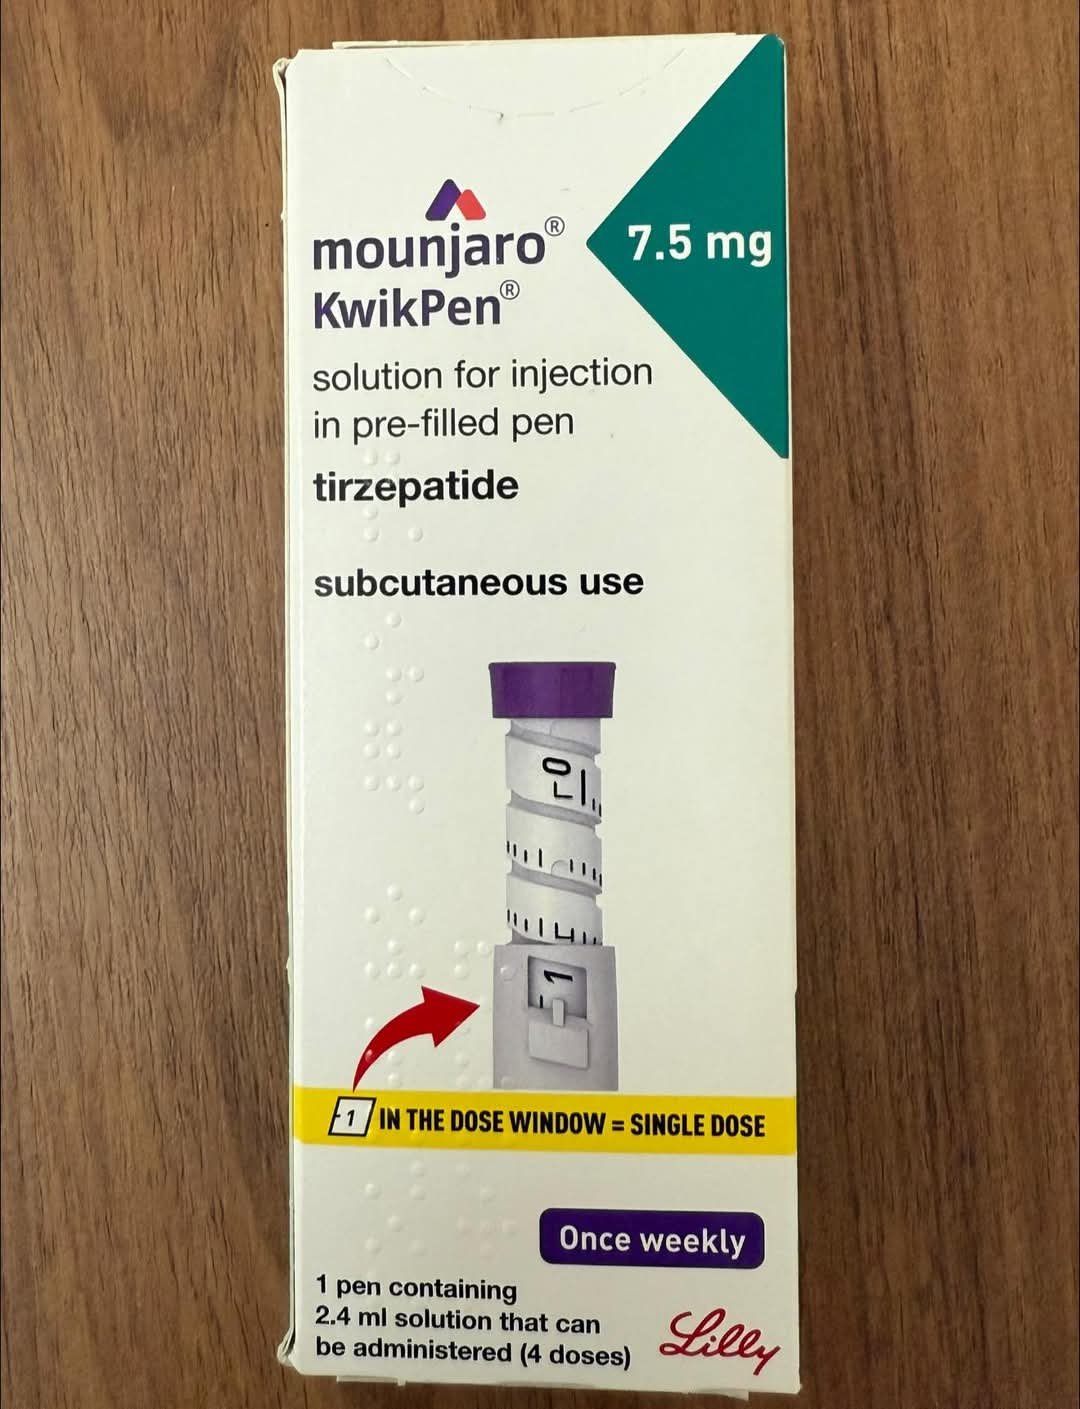 mounjaro®
KwikPen®
7.5 mg
solution for injection
in pre-filled pen
tirzepatide
subcutaneous use
0
1
1 IN THE DOSE WINDOW = SINGLE DOSE
Once weekly
1 pen containing
2.4 ml solution that can
be administered (4 doses)
Lilly